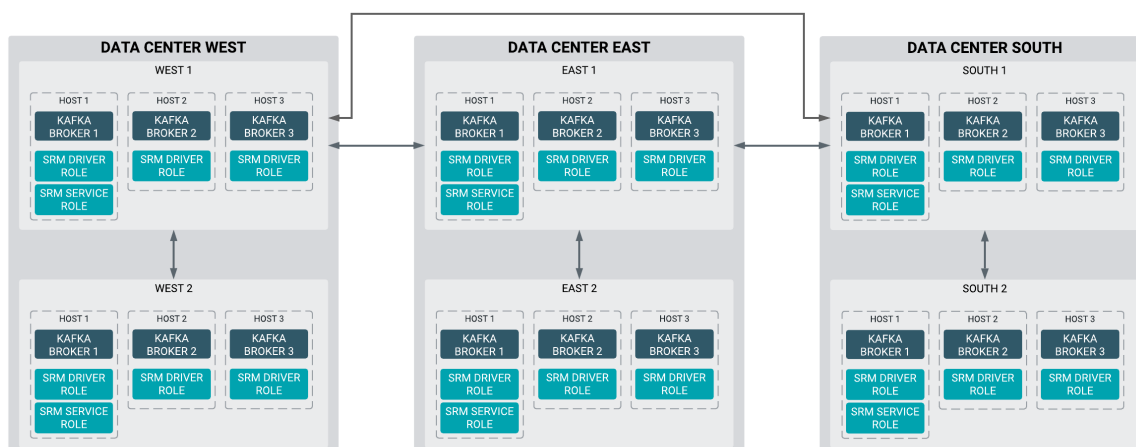 DATA CENTER WEST
WEST 1
HOST 1
KAFKA
BROKER 1
SRM DRIVER
ROLE
SRM SERVICE
ROLE
HOST 2
KAFKA
BROKER 2
SRM DRIVER
ROLE
HOST 3
KAFKA
BROKER 3
SRM DRIVER
ROLE
WEST 2
HOST 1
KAFKA
BROKER 1
SRM DRIVER
ROLE
SRM SERVICE
ROLE
HOST 2
KAFKA
BROKER 2
SRM DRIVER
ROLE
HOST 3
KAFKA
BROKER 3
SRM DRIVER
ROLE
DATA CENTER EAST
EAST 1
HOST 1
KAFKA
BROKER 1
SRM DRIVER
ROLE
SRM SERVICE
ROLE
HOST 2
KAFKA
BROKER 2
SRM DRIVER
ROLE
HOST 3
KAFKA
BROKER 3
SRM DRIVER
ROLE
EAST 2
HOST 1
KAFKA
BROKER 1
SRM DRIVER
ROLE
SRM SERVICE
ROLE
HOST 2
KAFKA
BROKER 2
SRM DRIVER
ROLE
HOST 3
KAFKA
BROKER 3
SRM DRIVER
ROLE
DATA CENTER SOUTH
SOUTH 1
HOST 1
KAFKA
BROKER 1
SRM DRIVER
ROLE
SRM SERVICE
ROLE
HOST 2
KAFKA
BROKER 2
SRM DRIVER
ROLE
HOST 3
KAFKA
BROKER 3
SRM DRIVER
ROLE
SOUTH 2
HOST 1
KAFKA
BROKER 1
SRM DRIVER
ROLE
SRM SERVICE
ROLE
HOST 2
KAFKA
BROKER 2
SRM DRIVER
ROLE
HOST 3
KAFKA
BROKER 3
SRM DRIVER
ROLE